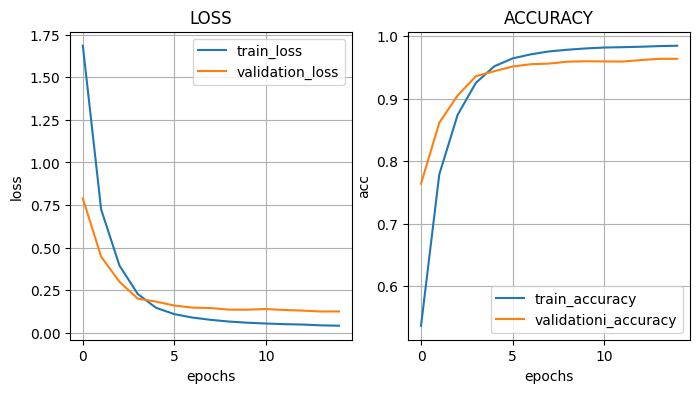 LOSS
1.75
1.50
1.25
1.00
0.75
0.50
0.25
0.00
loss
train_loss
validation_loss
0 5 10
epochs
ACCURACY
1.0
0.9
0.8
0.7
0.6
acc
train_accuracy
validationi_accuracy
0 5 10
epochs